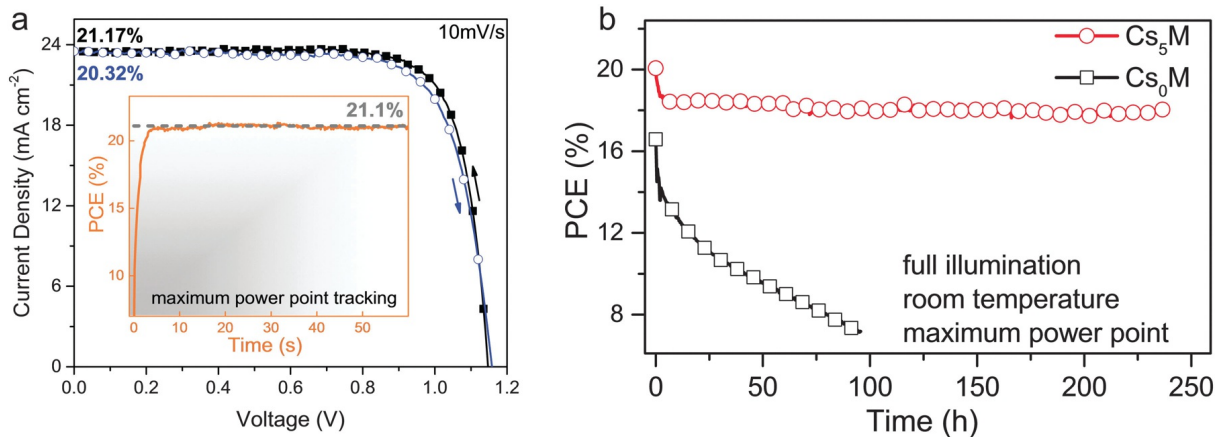 a
10mV/s
21.17%
20.32%
24
18
12
6
0
Current Density (mA cm⁻²)
0.0 0.2 0.4 0.6 0.8 1.0 1.2
Voltage (V)
21.1%
20
15
10
PCE (%)
maximum power point tracking
0 10 20 30 40 50
Time (s)
b
Cs₅M
Cs₀M
20
16
12
8
PCE (%)
full illumination
room temperature
maximum power point
0 50 100 150 200 250
Time (h)